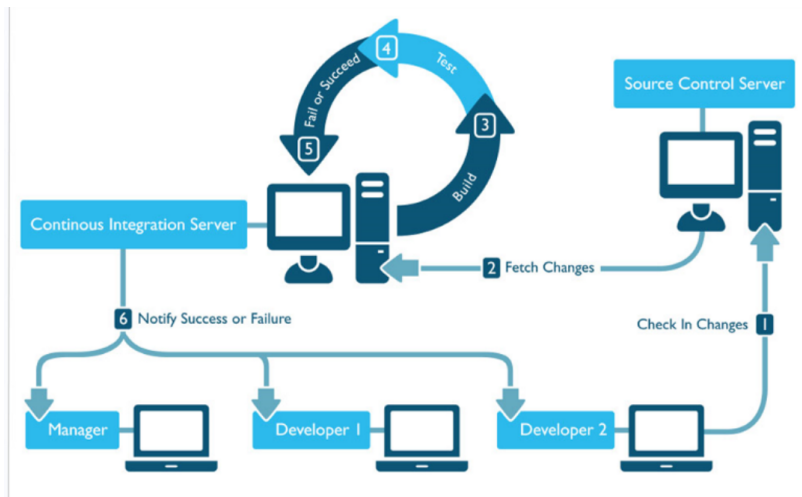 4
Test
Fail or Succeed
Source Control Server
3
5
Build
Continous Integration Server
2 Fetch Changes
6 Notify Success or Failure
Check In Changes 1
Manager
Developer 1
Developer 2